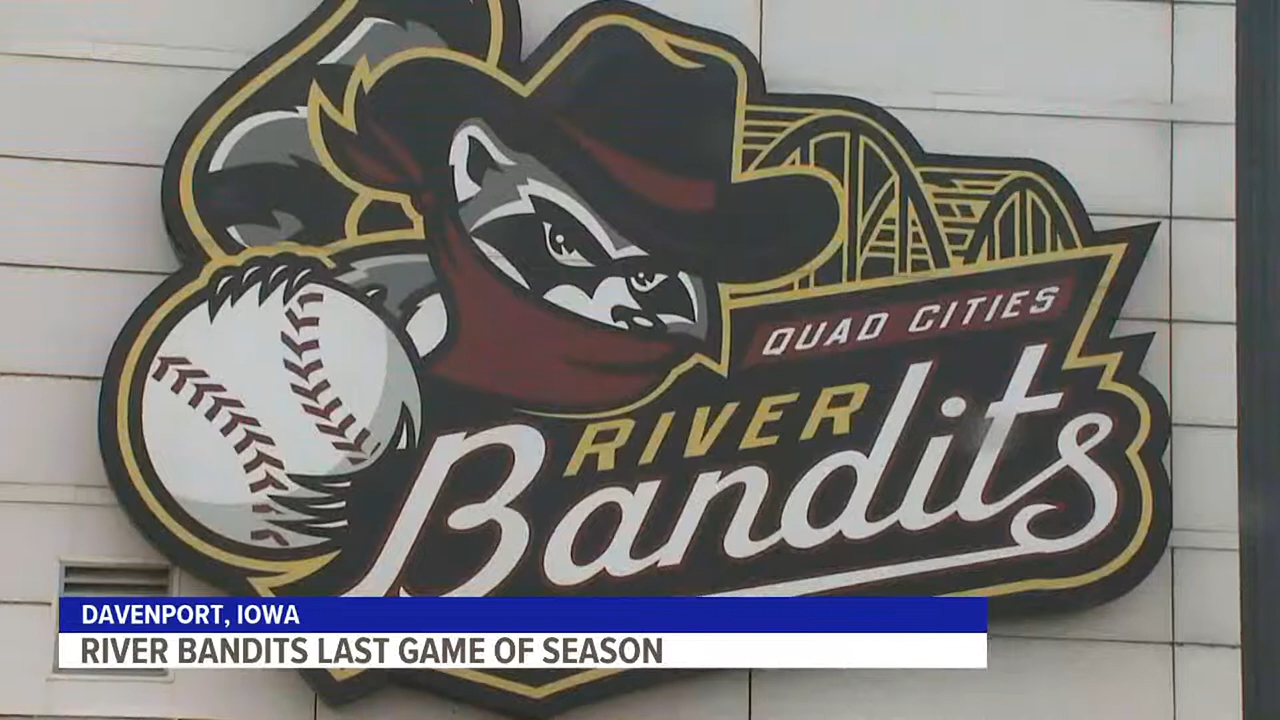 QUAD CITIES
RIVER
Bandits
DAVENPORT, IOWA
RIVER BANDITS LAST GAME OF SEASON